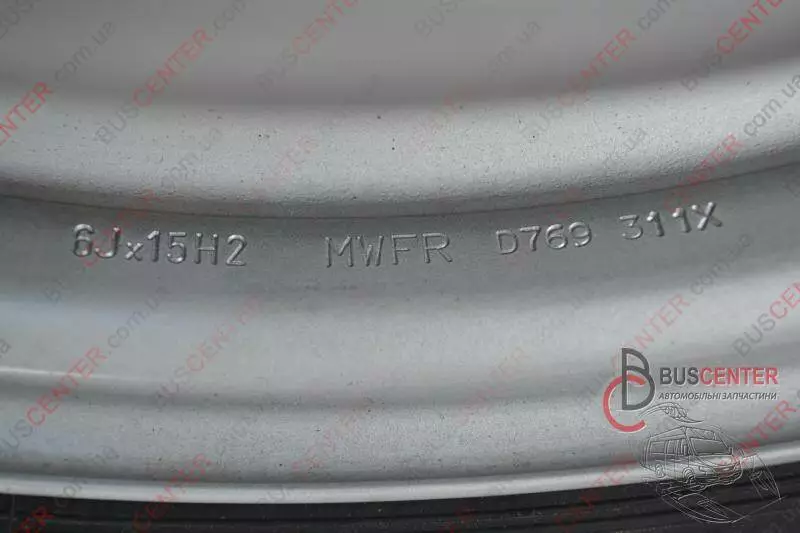 6Jx15H2 MWFR D769 311X
BUSCENTER
АВТОМОБІЛЬНІ ЗАПЧАСТИНИ